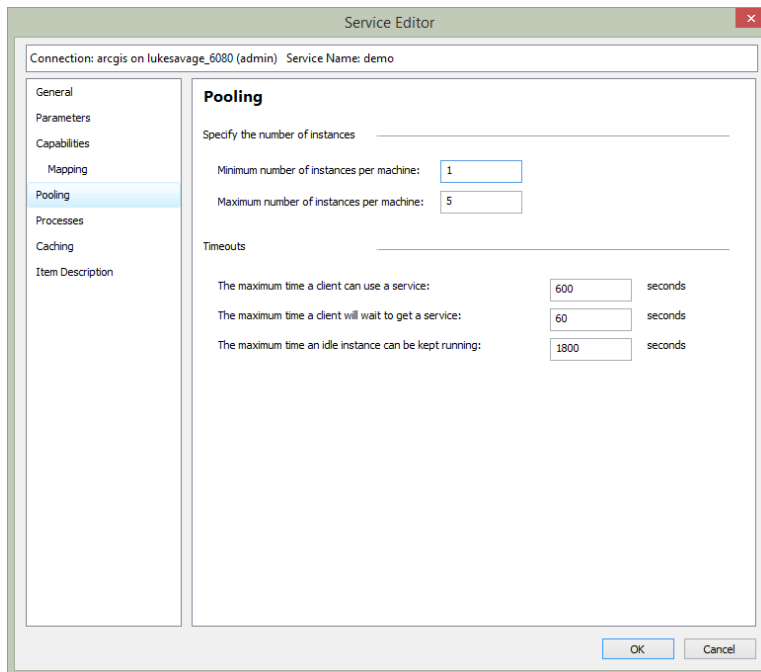 Service Editor
Connection: arcgis on lukesavage_6080 (admin) Service Name: demo
General
Parameters
Capabilities
Mapping
Pooling
Processes
Caching
Item Description
Pooling
Specify the number of instances
Minimum number of instances per machine: 1
Maximum number of instances per machine: 5
Timeouts
The maximum time a client can use a service: 600 seconds
The maximum time a client will wait to get a service: 60 seconds
The maximum time an idle instance can be kept running: 1800 seconds
OK Cancel